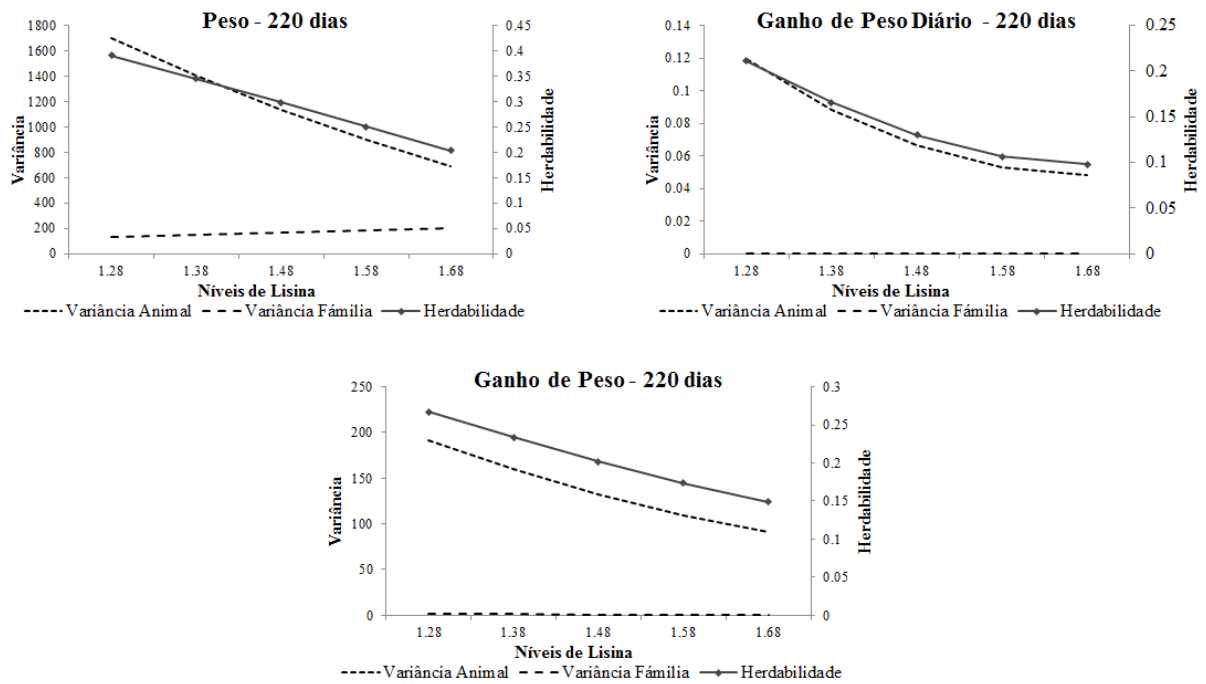 Peso - 220 dias
1800
1600
1400
1200
1000
800
600
400
200
0
Variância
0.45
0.4
0.35
0.3
0.25
0.2
0.15
0.1
0.05
0
Herdabilidade
1.28 1.38 1.48 1.58 1.68
Níveis de Lisina
Variância Animal Variância Fámilia Herdabilidade
Ganho de Peso Diário - 220 dias
0.14
0.12
0.1
0.08
0.06
0.04
0.02
0
Variância
0.25
0.2
0.15
0.1
0.05
0
Herdabilidade
1.28 1.38 1.48 1.58 1.68
Níveis de Lisina
Variância Animal Variância Fámilia Herdabilidade
Ganho de Peso - 220 dias
250
200
150
100
50
0
Variância
0.3
0.25
0.2
0.15
0.1
0.05
0
Herdabilidade
1.28 1.38 1.48 1.58 1.68
Níveis de Lisina
Variância Animal Variância Fámilia Herdabilidade